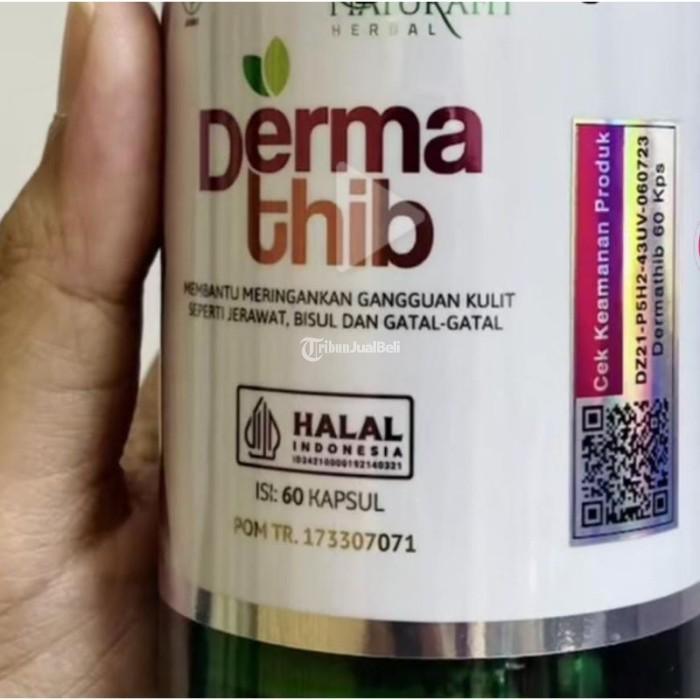 HERBAL
Derma
thib
MEMBANTU MERINGANKAN GANGGUAN KULIT
SEPERTI JERAWAT, BISUL DAN GATAL-GATAL
TribunJualBeli
HALAL
INDONESIA
ID34210000192140321
ISI: 60 KAPSUL
POM TR. 173307071
Cek Keamanan Produk
DZ21-P5H2-43UV-060723
Dermathib 60 Kps